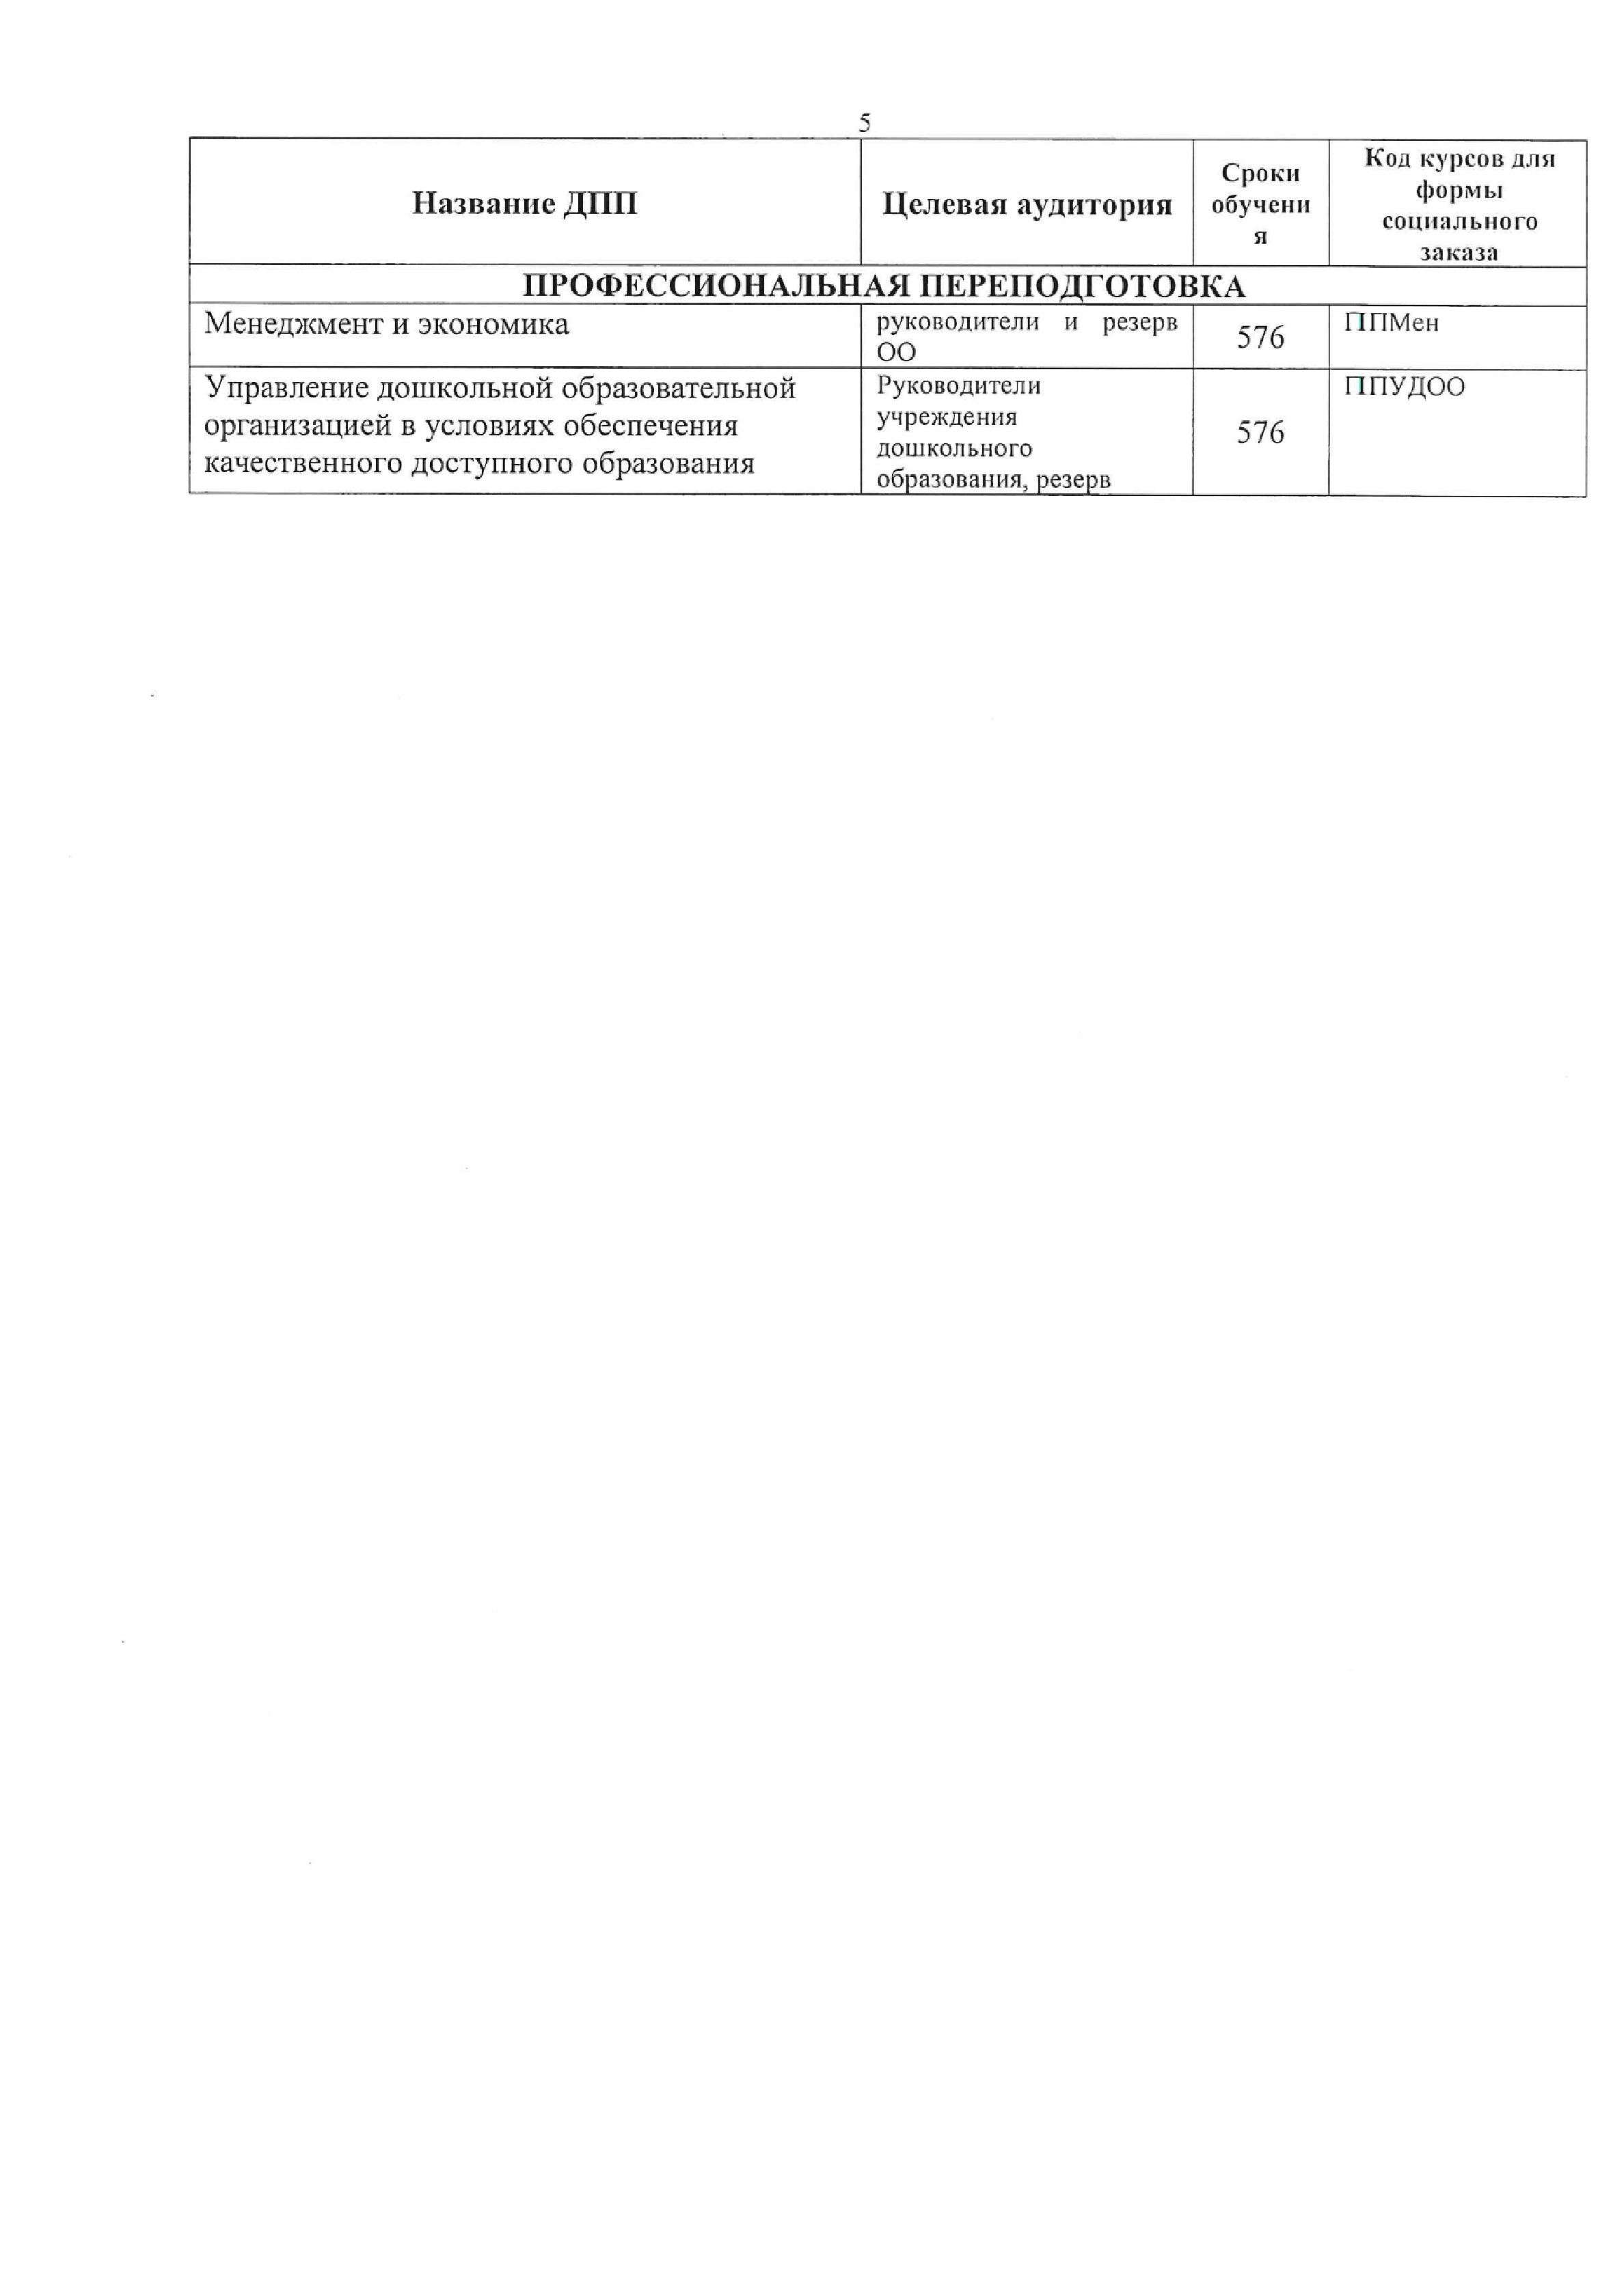 5
Название ДПП
Целевая аудитория
Сроки
обучени
я
Код курсов для
формы
социального
заказа
ПРОФЕССИОНАЛЬНАЯ ПЕРЕПОДГОТОВКА
Менеджмент и экономика
руководители и резерв
ОО
576
ППМен
Управление дошкольной образовательной
организацией в условиях обеспечения
качественного доступного образования
Руководители
учреждения
дошкольного
образования, резерв
576
ППУДОО